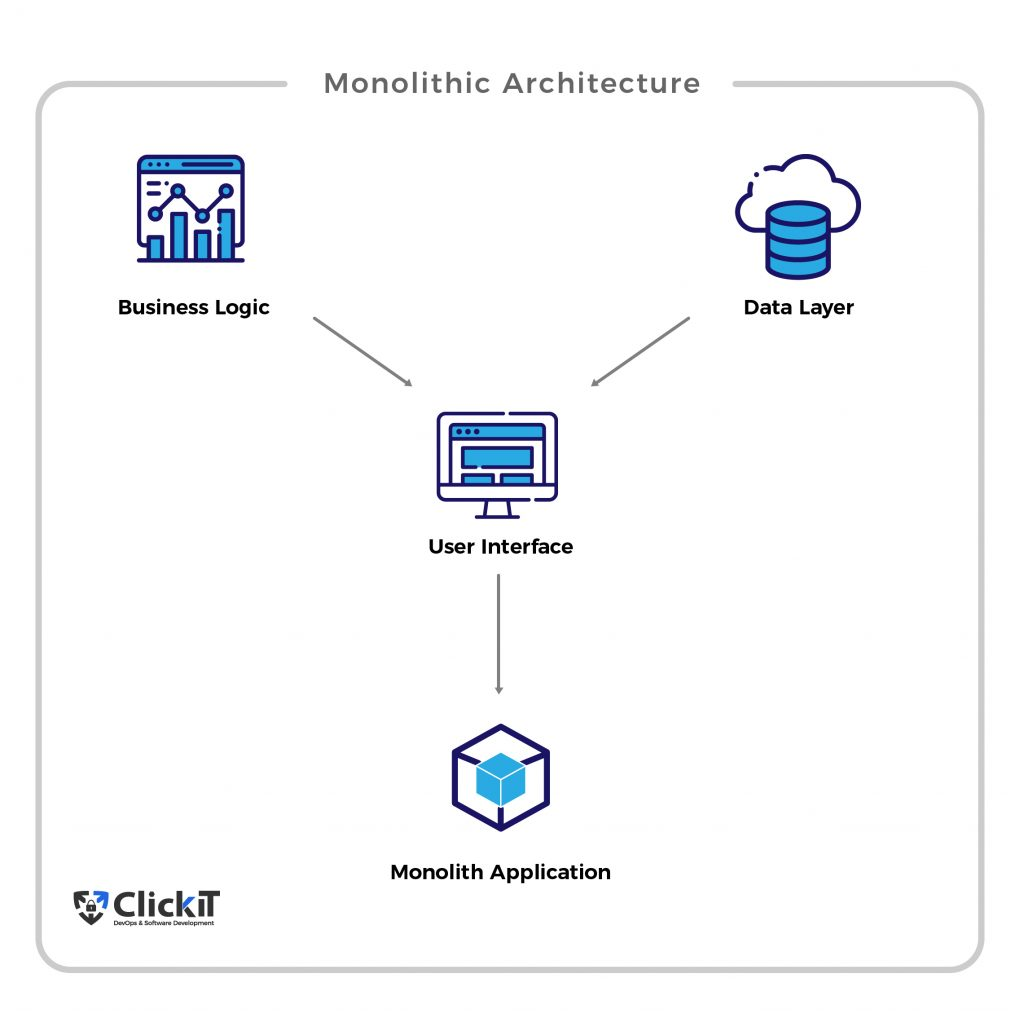 Monolithic Architecture
Business Logic
Data Layer
User Interface
Monolith Application
ClickIT
DevOps & Software Development